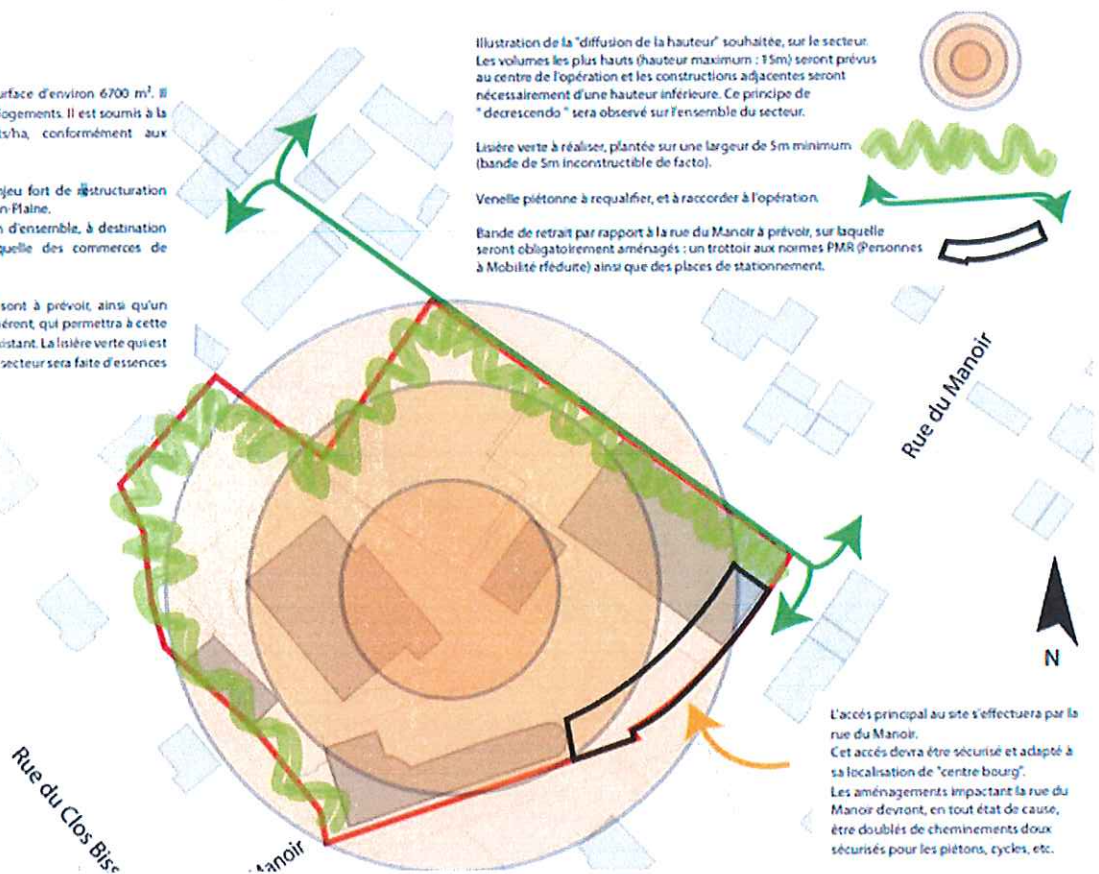 urface d'environ 6700 m². Il
logements. Il est soumis à la
ts/ha, conformément aux
njeu fort de restructuration
n-Plaine.
n d'ensemble, à destination
quelle des commerces de
sont à prévoir, ainsi qu'un
hérent, qui permettra à cette
istant. La lisière verte qui est
secteur sera faite d'essences
Illustration de la "diffusion de la hauteur" souhaitée, sur le secteur.
Les volumes les plus hauts (hauteur maximum : 15m) seront prévus
au centre de l'opération et les constructions adjacentes seront
nécessairement d'une hauteur inférieure. Ce principe de
" decrescendo " sera observé sur l'ensemble du secteur.
Lisière verte à réaliser, plantée sur une largeur de 5m minimum
(bande de 5m inconstructible de facto).
Venelle piétonne à requalifier, et à raccorder à l'opération.
Bande de retrait par rapport à la rue du Manoir à prévoir, sur laquelle
seront obligatoirement aménagés : un trottoir aux normes PMR (Personnes
à Mobilité rféduite) ainsi que des places de stationnement.
Rue du Manoir
N
L'accés principal au site s'effectuera par la
rue du Manoir.
Cet accés devra être sécurisé et adapté à
sa localisation de "centre bourg".
Les aménagements impactant la rue du
Manoir devront, en tout état de cause,
être doublés de cheminements doux
sécurisés pour les piétons, cycles, etc.
Rue du Clos Biss
Manoir